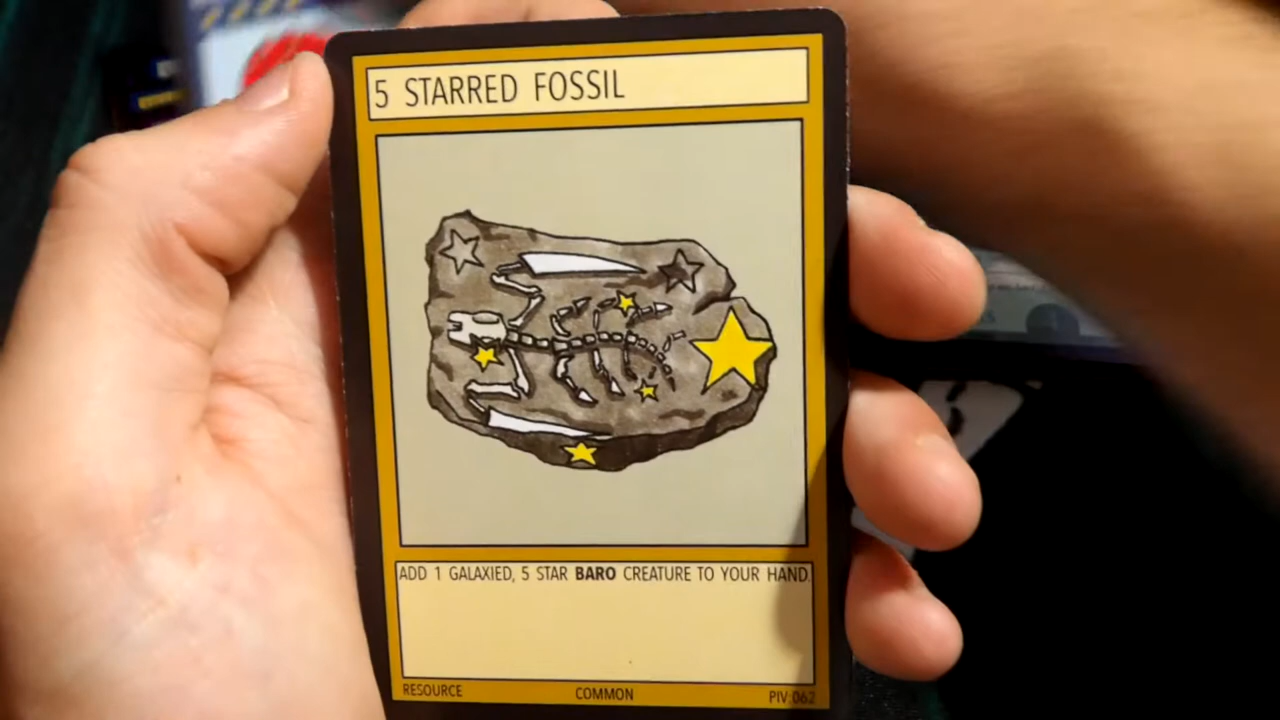 5 STARRED FOSSIL
ADD 1 GALAXIED, 5 STAR BARO CREATURE TO YOUR HAND.
RESOURCE COMMON PIV:062